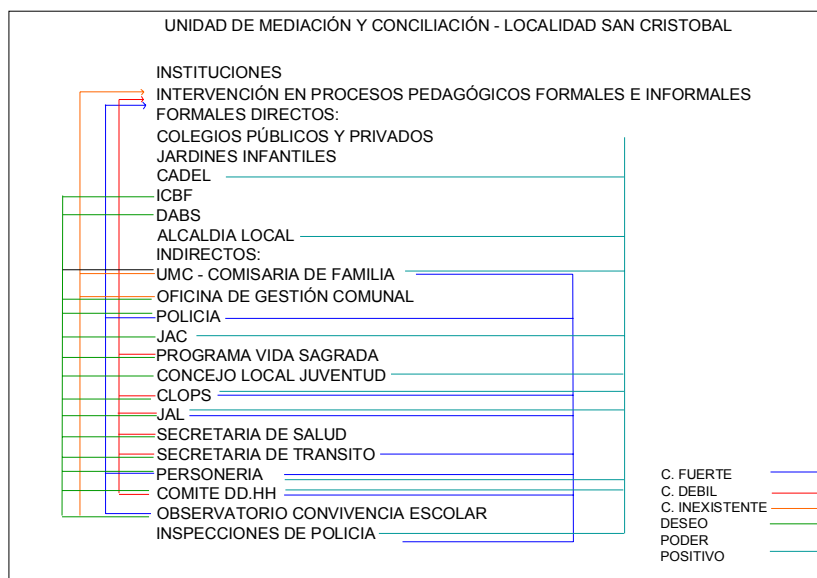 UNIDAD DE MEDIACIÓN Y CONCILIACIÓN - LOCALIDAD SAN CRISTOBAL
INSTITUCIONES
INTERVENCIÓN EN PROCESOS PEDAGÓGICOS FORMALES E INFORMALES
FORMALES DIRECTOS:
COLEGIOS PÚBLICOS Y PRIVADOS
JARDINES INFANTILES
CADEL
ICBF
DABS
ALCALDIA LOCAL
INDIRECTOS:
UMC - COMISARIA DE FAMILIA
OFICINA DE GESTIÓN COMUNAL
POLICIA
JAC
PROGRAMA VIDA SAGRADA
CONCEJO LOCAL JUVENTUD
CLOPS
JAL
SECRETARIA DE SALUD
SECRETARIA DE TRANSITO
PERSONERIA
COMITE DD.HH
OBSERVATORIO CONVIVENCIA ESCOLAR
INSPECCIONES DE POLICIA
C. FUERTE
C. DEBIL
C. INEXISTENTE
DESEO
PODER
POSITIVO